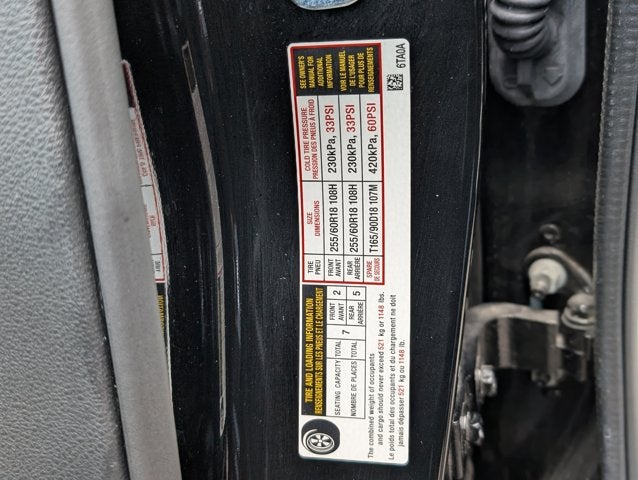 TIRE AND LOADING INFORMATION
RENSEIGNEMENTS SUR LES PNEUS ET LE CHARGEMENT
SEATING CAPACITY TOTAL 7 FRONT AVANT 2 REAR ARRIÈRE 5
NOMBRE DE PLACES TOTAL
The combined weight of occupants
and cargo should never exceed 521 kg or 1148 lbs.
Le poids total des occupants et du chargement ne doit
jamais dépasser 521 kg ou 1148 lb.
TIRE PNEU
SIZE DIMENSIONS
COLD TIRE PRESSURE
PRESSION DES PNEUS À FROID
FRONT AVANT 255/60R18 108H 230kPa, 33PSI
REAR ARRIÈRE 255/60R18 108H 230kPa, 33PSI
SPARE DE SECOURS T165/90D18 107M 420kPa, 60PSI
SEE OWNER'S
MANUAL FOR
ADDITIONAL
INFORMATION
VOIR LE MANUEL
DE L'USAGER
POUR PLUS DE
RENSEIGNEMENTS
6TA0A